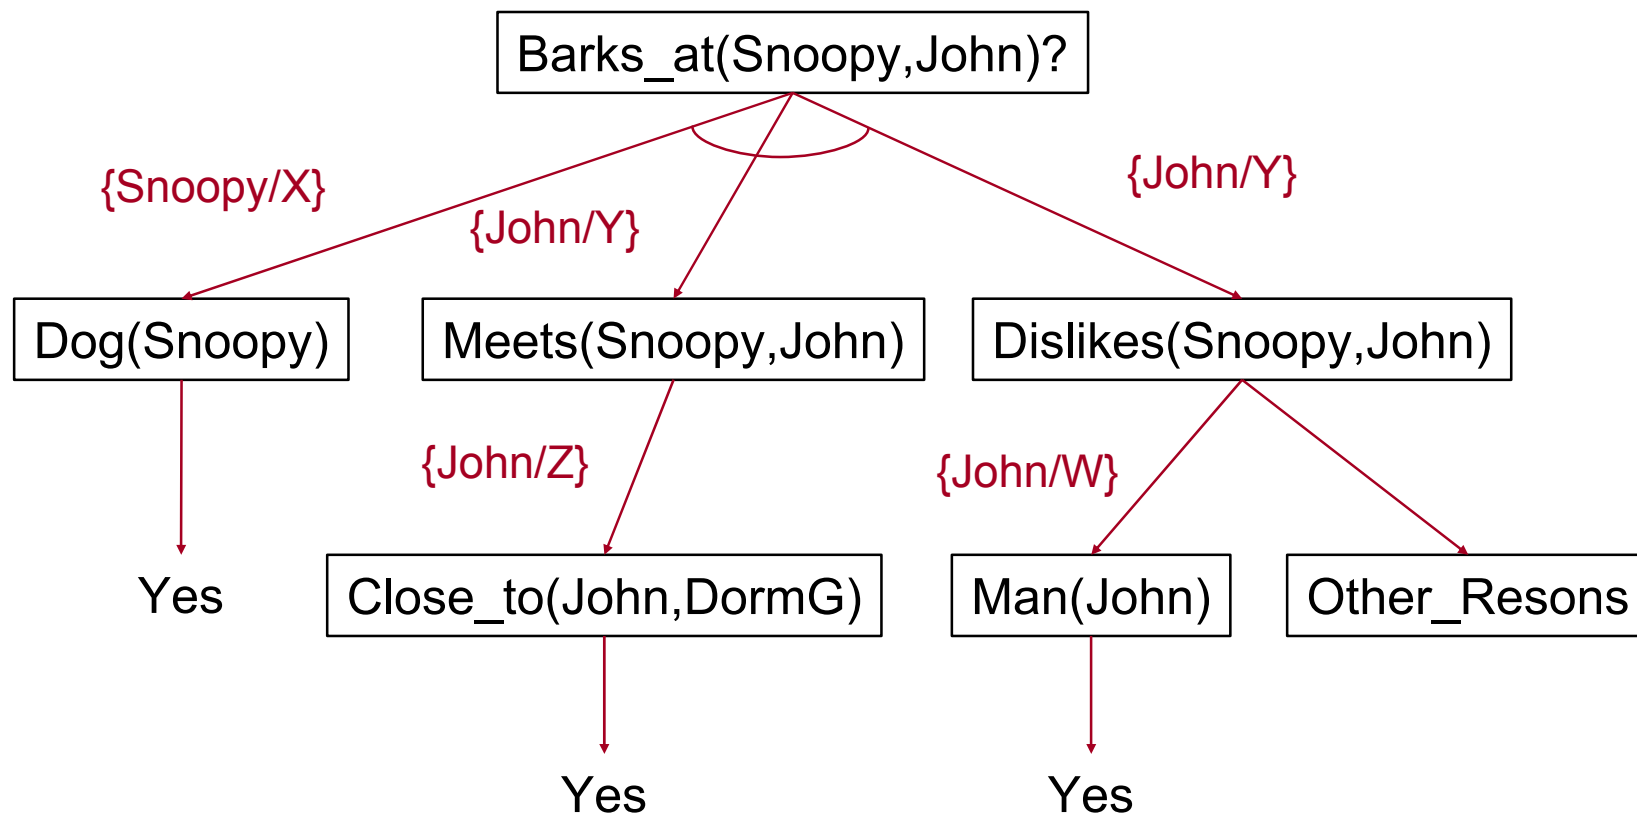 Barks_at(Snoopy,John)?
{Snoopy/X}
{John/Y}
{John/Y}
Dog(Snoopy)
Meets(Snoopy,John)
Dislikes(Snoopy,John)
{John/Z}
{John/W}
Yes
Close_to(John,DormG)
Man(John)
Other_Resons
Yes
Yes